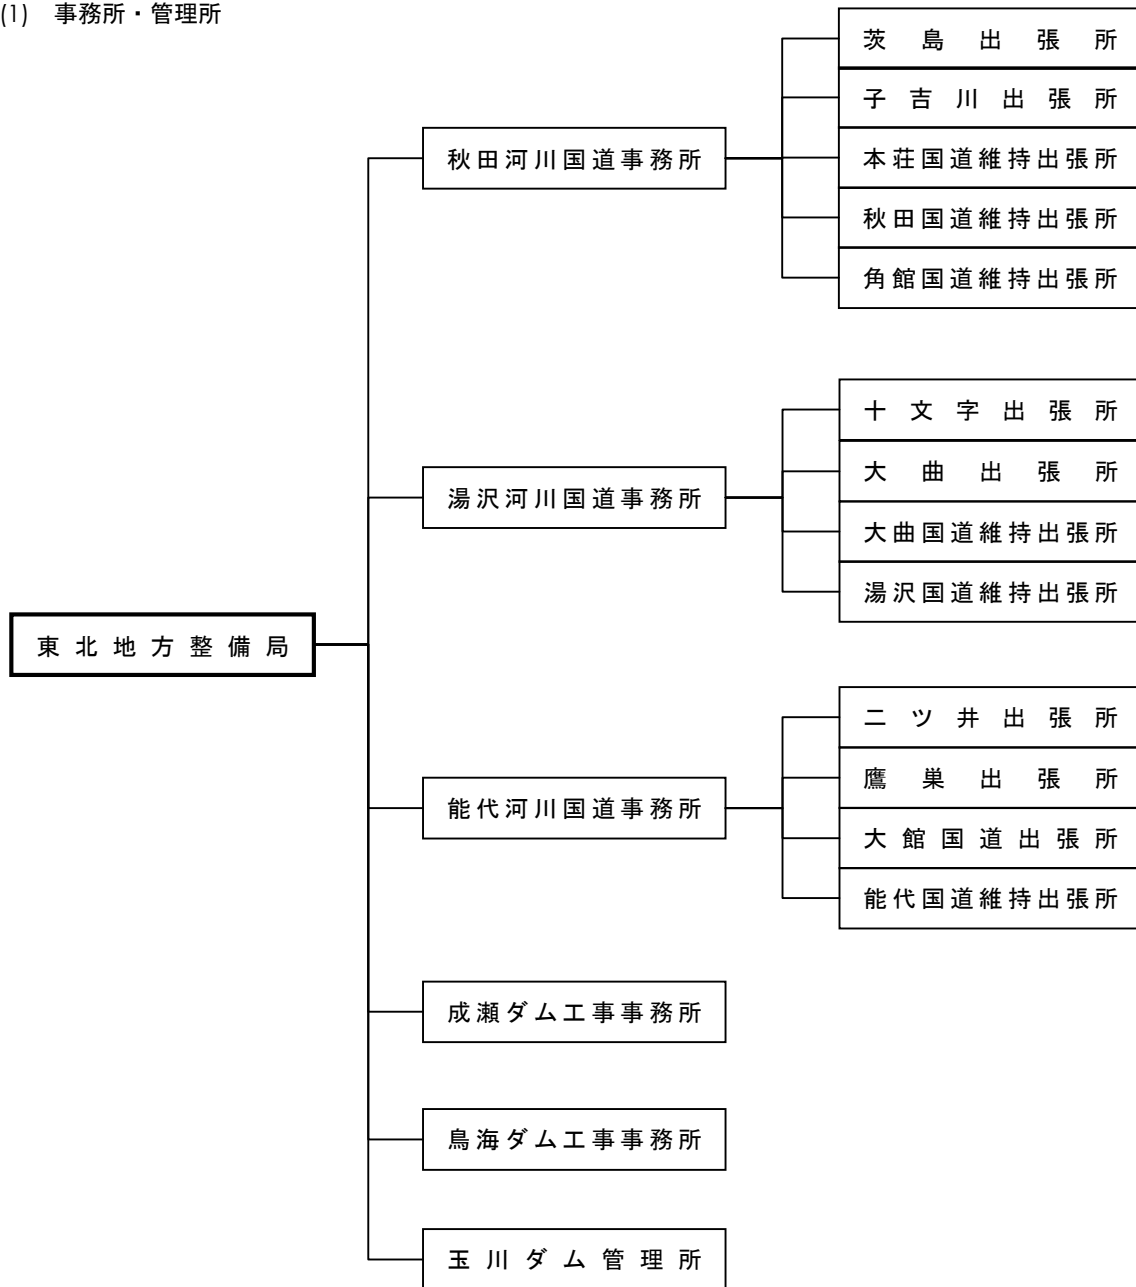 (1) 事務所・管理所
東北地方整備局
秋田河川国道事務所
茨島出張所
子吉川出張所
本荘国道維持出張所
秋田国道維持出張所
角館国道維持出張所
湯沢河川国道事務所
十文字出張所
大曲出張所
大曲国道維持出張所
湯沢国道維持出張所
能代河川国道事務所
二ツ井出張所
鷹巣出張所
大館国道出張所
能代国道維持出張所
成瀬ダム工事事務所
鳥海ダム工事事務所
玉川ダム管理所